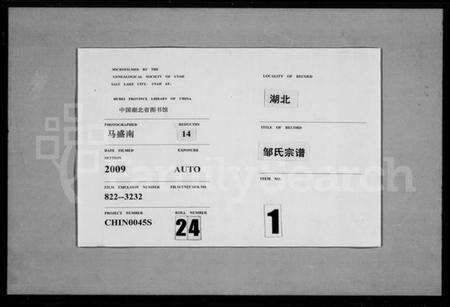 MICROFILMED BY THE
GENEALOGICAL SOCIETY OF UTAH
SALT LAKE CITY, UTAH
HUBEI PROVINCE LIBRARY OF CHINA
中国湖北省图书馆
PHOTOGRAPHER REDUCTION
马盛南 14
DATE FILMED EXPOSURE
2009 AUTO
FILM EMULSION NUMBER
822--3232
PROJECT NUMBER ROLL NUMBER
CHIN0045S 24
LOCALITY OF RECORD
湖北
TITLE OF RECORD
邹氏宗谱
ITEM NO.
1
FamilySearch